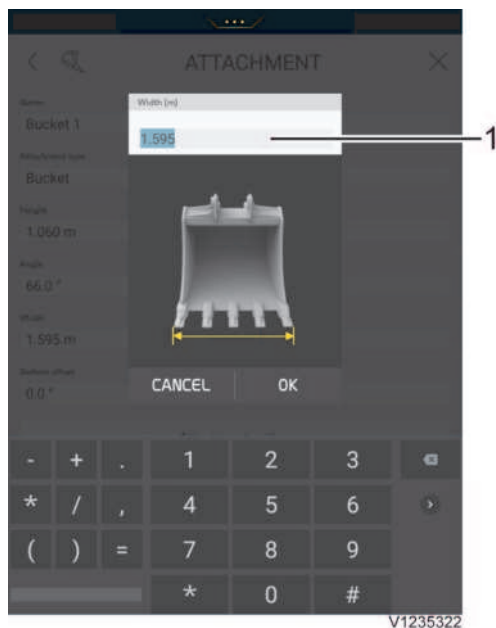 ATTACHMENT
Name
Bucket 1
Width (m)
1.595
1
Attachment type
Bucket
Height
1.060 m
Angle
66.0 °
Width
1.595 m
Bottom offset
0.0 °
CANCEL OK
- + . 1 2 3
* / , 4 5 6
( ) = 7 8 9
* 0 #
V1235322